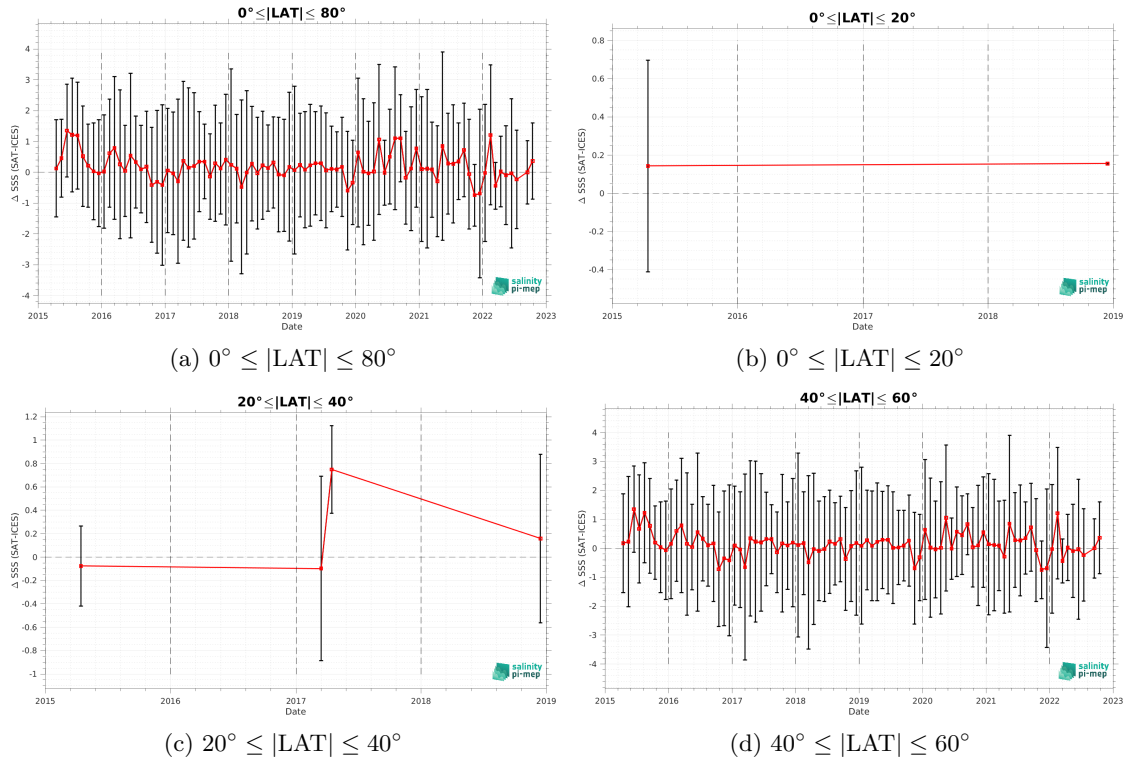 0°≤|LAT|≤ 80°
Δ SSS (SAT-ICES)
4
3
2
1
0
-1
-2
-3
-4
2015 2016 2017 2018 2019 2020 2021 2022 2023
Date
salinity
pi-mep
(a) 0° ≤ |LAT| ≤ 80°
0°≤|LAT|≤ 20°
Δ SSS (SAT-ICES)
0.8
0.6
0.4
0.2
0
-0.2
-0.4
2015 2016 2017 2018 2019
Date
salinity
pi-mep
(b) 0° ≤ |LAT| ≤ 20°
20°≤|LAT|≤ 40°
Δ SSS (SAT-ICES)
1.2
1
0.8
0.6
0.4
0.2
0
-0.2
-0.4
-0.6
-0.8
-1
2015 2016 2017 2018 2019
Date
salinity
pi-mep
(c) 20° ≤ |LAT| ≤ 40°
40°≤|LAT|≤ 60°
Δ SSS (SAT-ICES)
4
3
2
1
0
-1
-2
-3
-4
2015 2016 2017 2018 2019 2020 2021 2022 2023
Date
salinity
pi-mep
(d) 40° ≤ |LAT| ≤ 60°